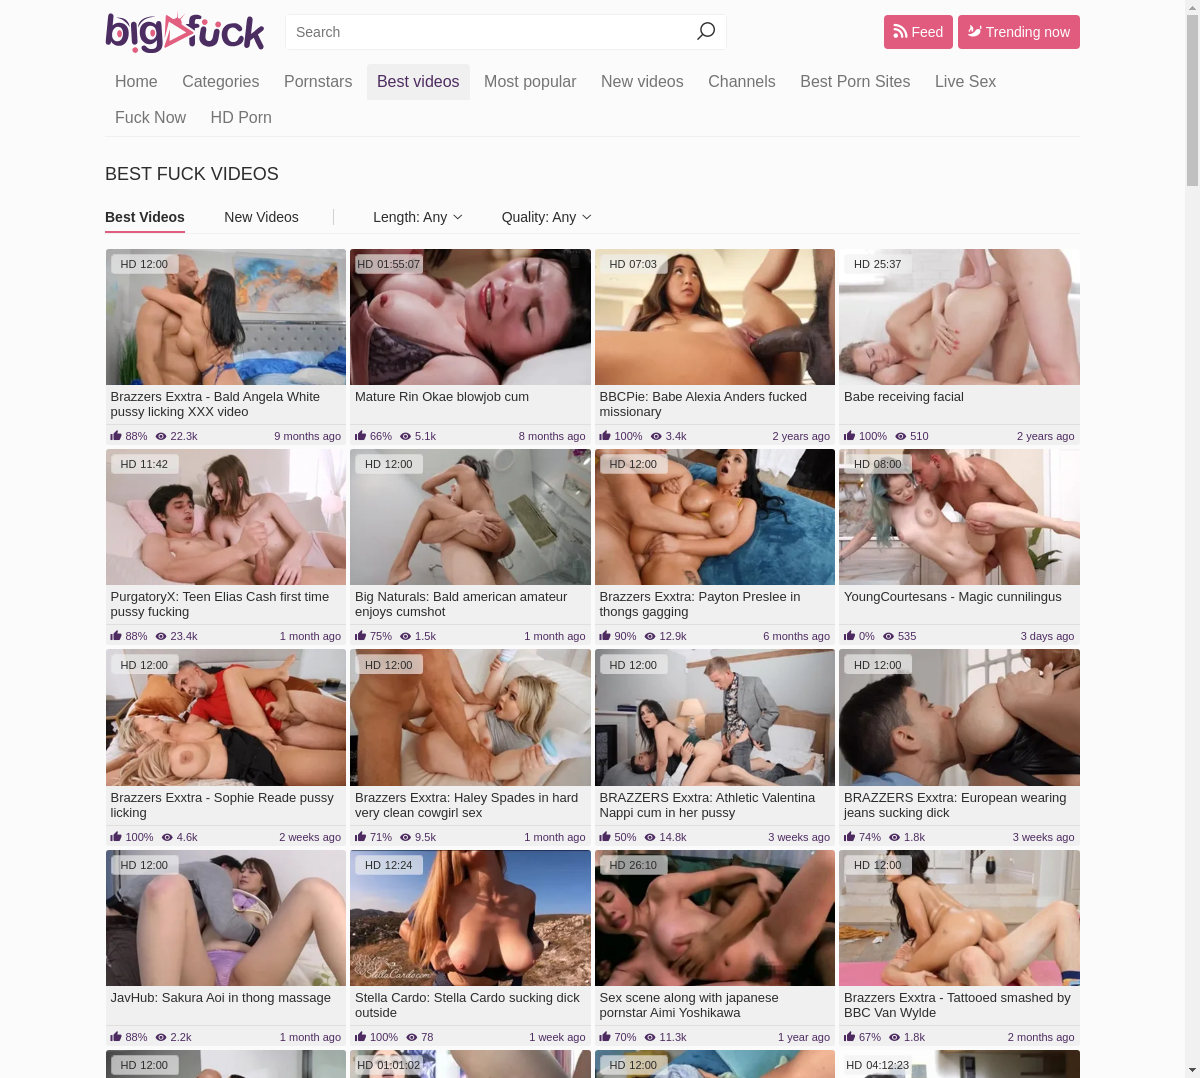 bigfuck
Search
Feed
Trending now
Home Categories Pornstars Best videos Most popular New videos Channels Best Porn Sites Live Sex
Fuck Now HD Porn
BEST FUCK VIDEOS
Best Videos New Videos Length: Any Quality: Any
HD 12:00
HD 01:55:07
HD 07:03
HD 25:37
Brazzers Exxtra - Bald Angela White
pussy licking XXX video
88% 22.3k 9 months ago
Mature Rin Okae blowjob cum
66% 5.1k 8 months ago
BBCPie: Babe Alexia Anders fucked
missionary
100% 3.4k 2 years ago
Babe receiving facial
100% 510 2 years ago
HD 11:42
HD 12:00
HD 12:00
HD 08:00
PurgatoryX: Teen Elias Cash first time
pussy fucking
88% 23.4k 1 month ago
Big Naturals: Bald american amateur
enjoys cumshot
75% 1.5k 1 month ago
Brazzers Exxtra: Payton Preslee in
thongs gagging
90% 12.9k 6 months ago
YoungCourtesans - Magic cunnilingus
0% 535 3 days ago
HD 12:00
HD 12:00
HD 12:00
HD 12:00
Brazzers Exxtra - Sophie Reade pussy
licking
100% 4.6k 2 weeks ago
Brazzers Exxtra: Haley Spades in hard
very clean cowgirl sex
71% 9.5k 1 month ago
BRAZZERS Exxtra: Athletic Valentina
Nappi cum in her pussy
50% 14.8k 3 weeks ago
BRAZZERS Exxtra: European wearing
jeans sucking dick
74% 1.8k 3 weeks ago
HD 12:00
HD 12:24
HD 26:10
HD 12:00
StellaCardo.com
JavHub: Sakura Aoi in thong massage
88% 2.2k 1 month ago
Stella Cardo: Stella Cardo sucking dick
outside
100% 78 1 week ago
Sex scene along with japanese
pornstar Aimi Yoshikawa
70% 11.3k 1 year ago
Brazzers Exxtra - Tattooed smashed by
BBC Van Wylde
67% 1.8k 2 months ago
HD 12:00
HD 01:01:02
HD 12:00
HD 04:12:23